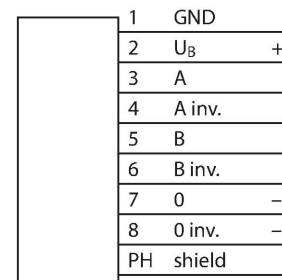 1 GND
2 U_B +
3 A
4 A inv.
5 B
6 B inv.
7 0 –
8 0 inv. –
PH shield